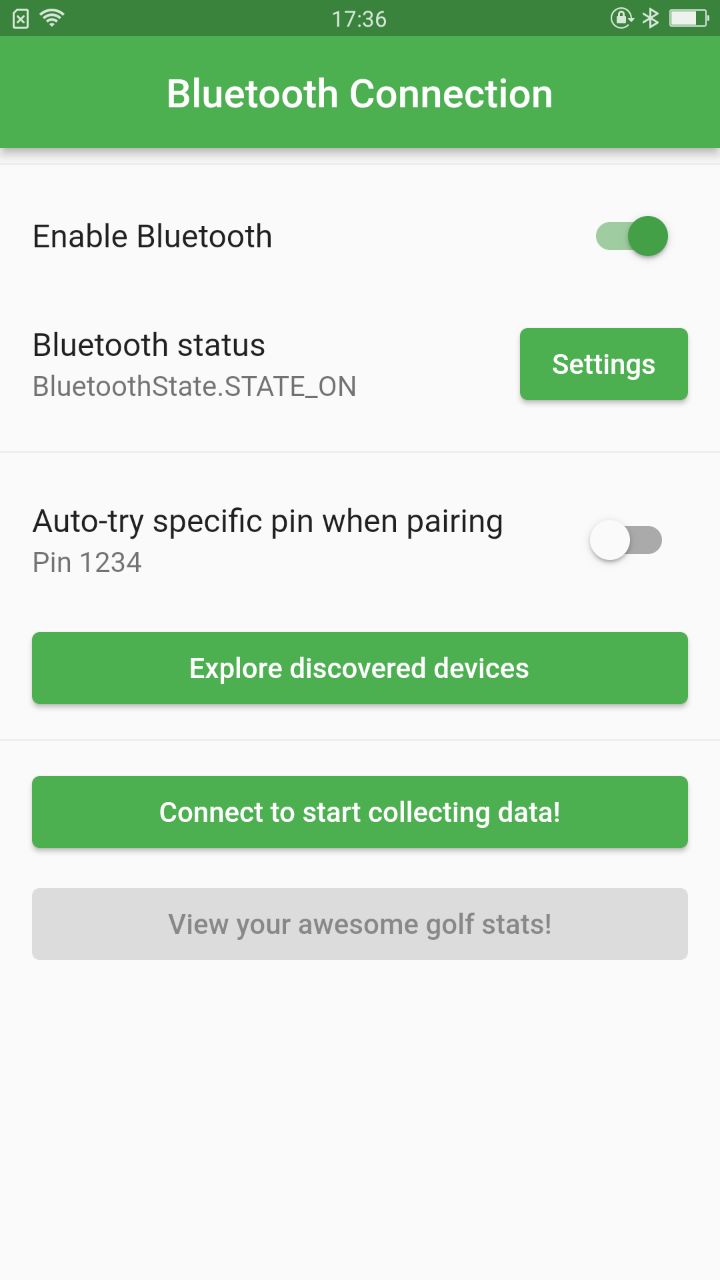 17:36
Bluetooth Connection
Enable Bluetooth
Bluetooth status
BluetoothState.STATE_ON
Settings
Auto-try specific pin when pairing
Pin 1234
Explore discovered devices
Connect to start collecting data!
View your awesome golf stats!